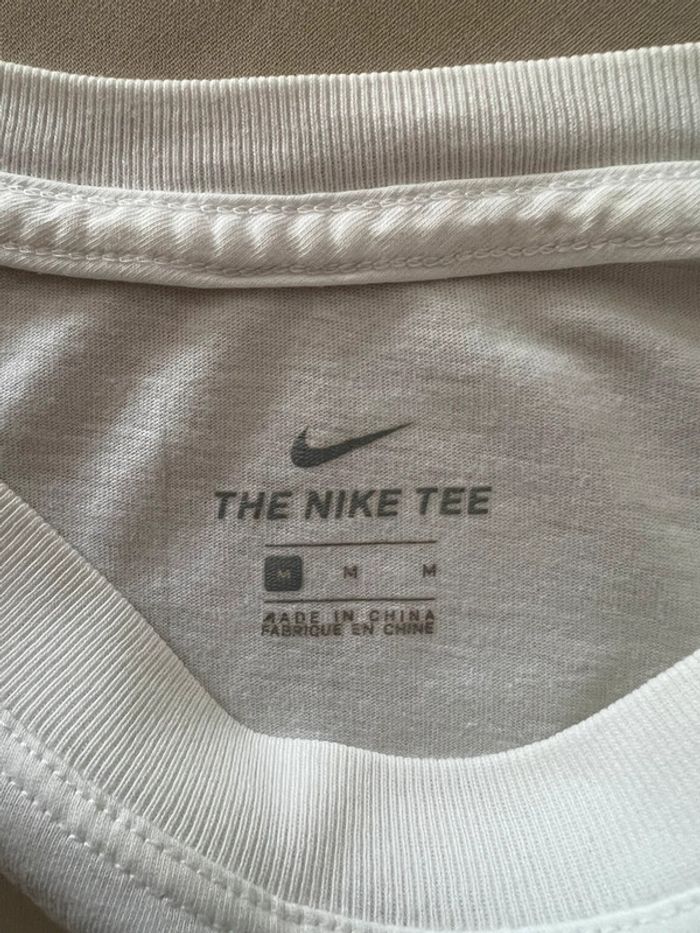 THE NIKE TEE
M M M
MADE IN CHINA
FABRIQUE EN CHINE